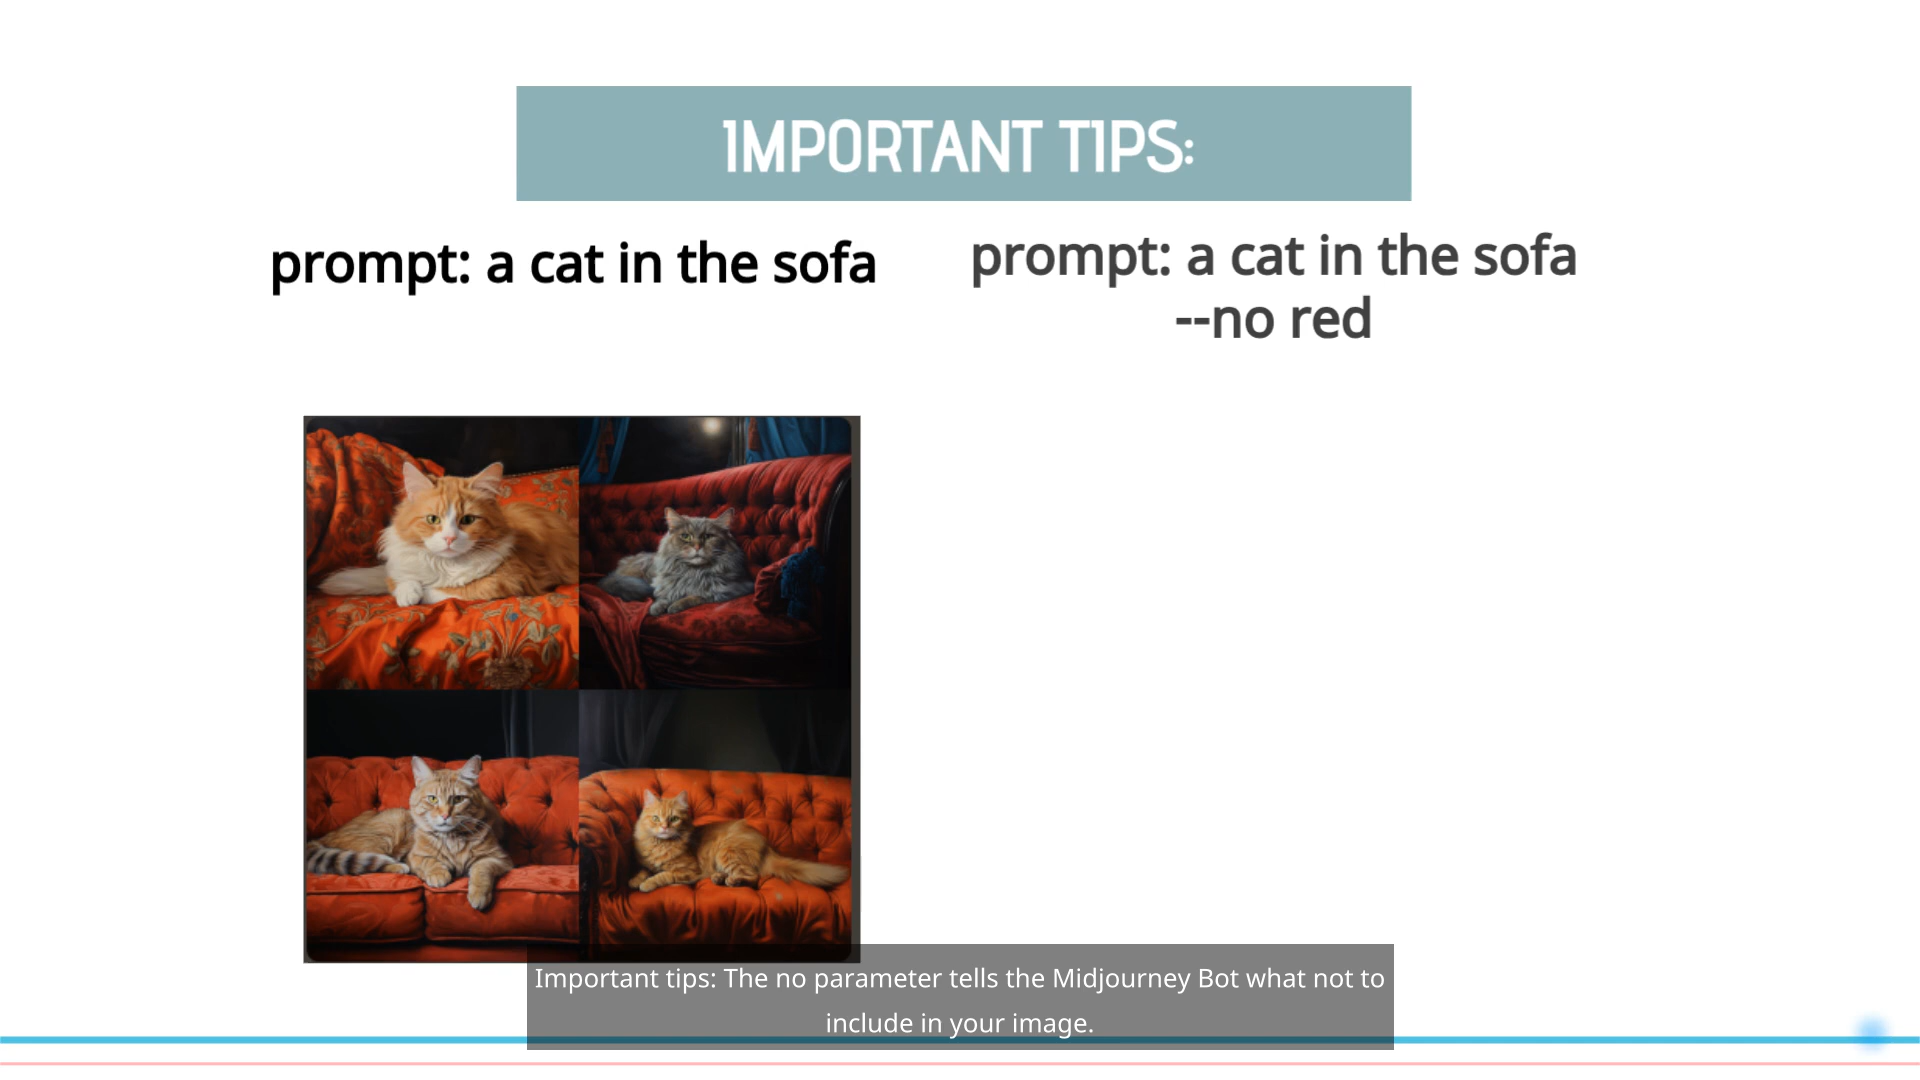 IMPORTANT TIPS:
prompt: a cat in the sofa
prompt: a cat in the sofa
--no red
Important tips: The no parameter tells the Midjourney Bot what not to
include in your image.